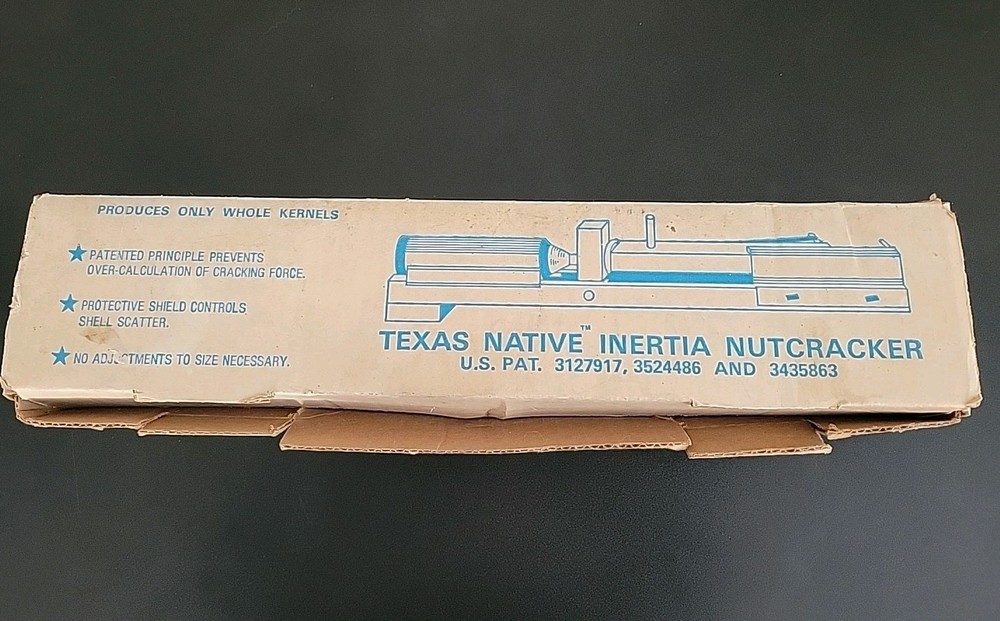 PRODUCES ONLY WHOLE KERNELS
★ PATENTED PRINCIPLE PREVENTS
OVER-CALCULATION OF CRACKING FORCE.
★ PROTECTIVE SHIELD CONTROLS
SHELL SCATTER.
★ NO TO SIZE NECESSARY.
TEXAS NATIVE™ INERTIA NUTCRACKER
U.S. PAT. 3127917, 3524486 AND 3435863